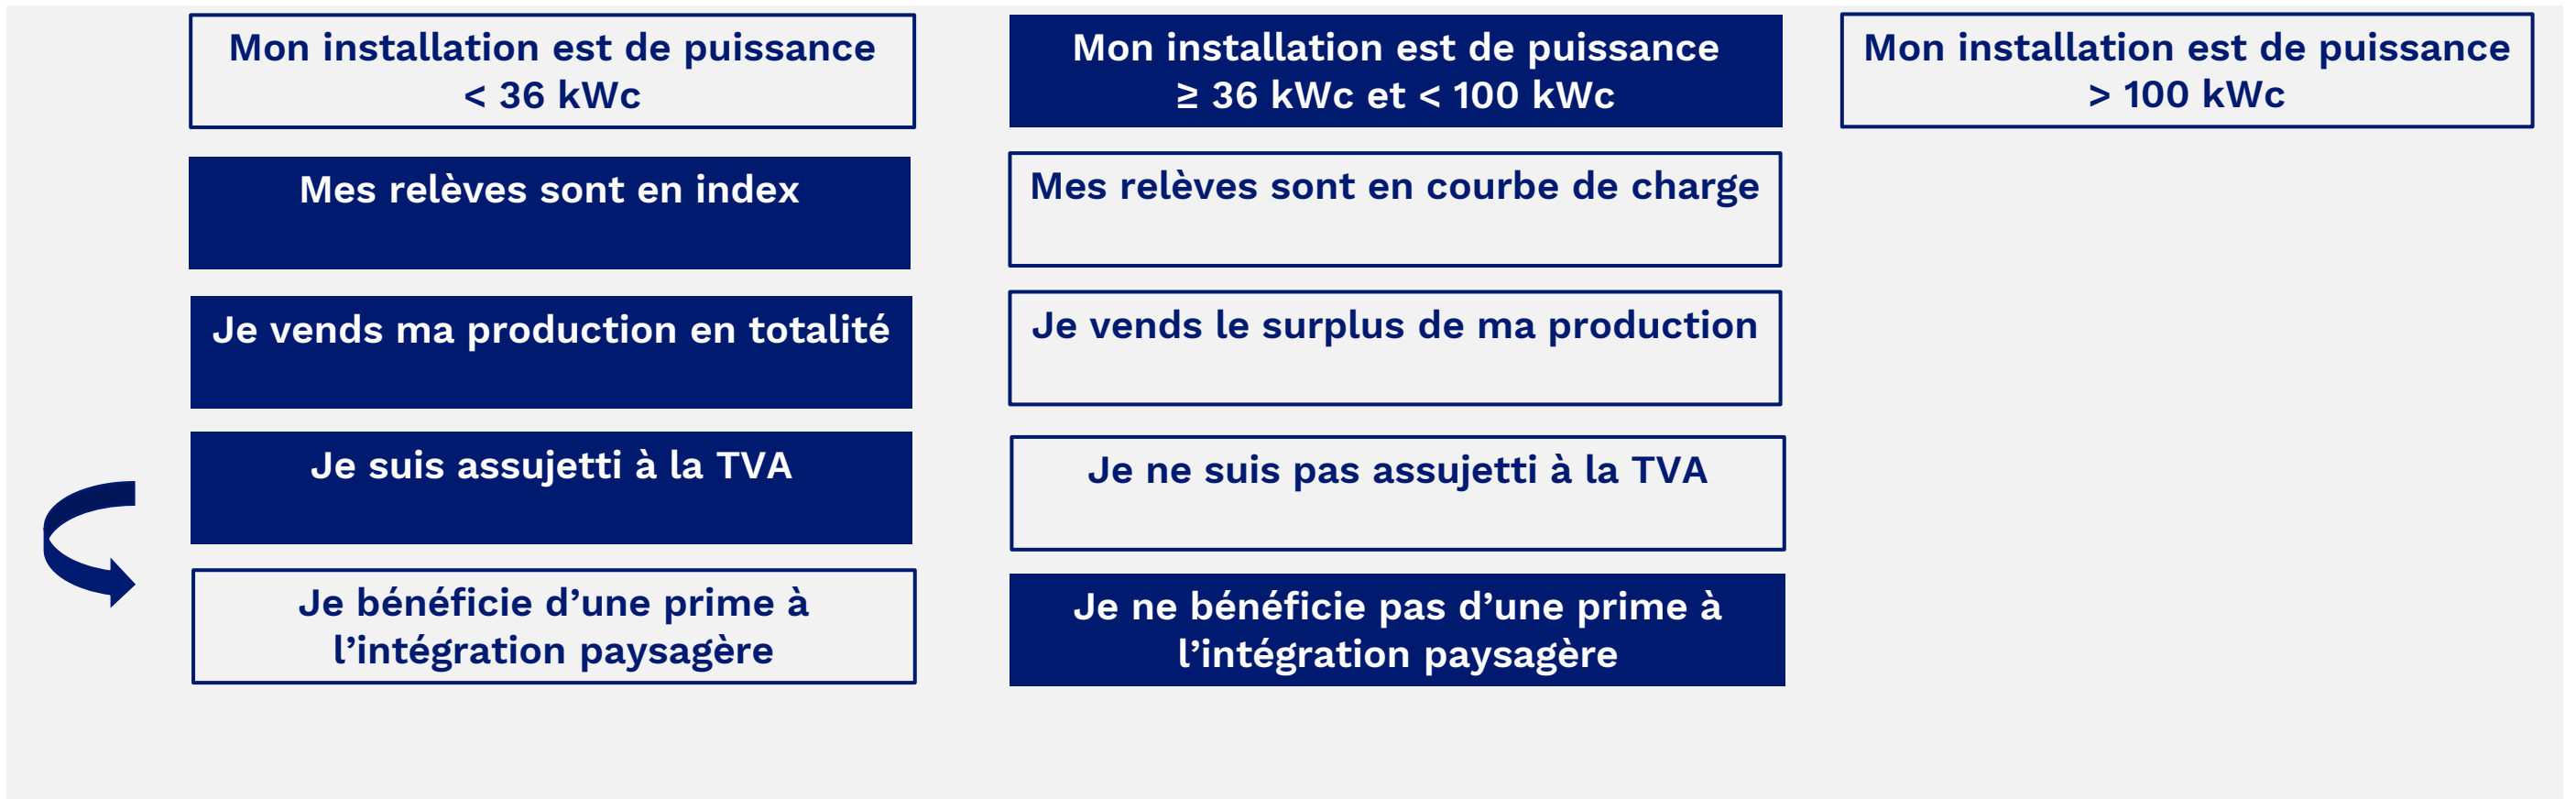 Mon installation est de puissance
< 36 kWc
Mon installation est de puissance
≥ 36 kWc et < 100 kWc
Mon installation est de puissance
> 100 kWc
Mes relèves sont en index
Mes relèves sont en courbe de charge
Je vends ma production en totalité
Je vends le surplus de ma production
Je suis assujetti à la TVA
Je ne suis pas assujetti à la TVA
Je bénéficie d’une prime à
l’intégration paysagère
Je ne bénéficie pas d’une prime à
l’intégration paysagère